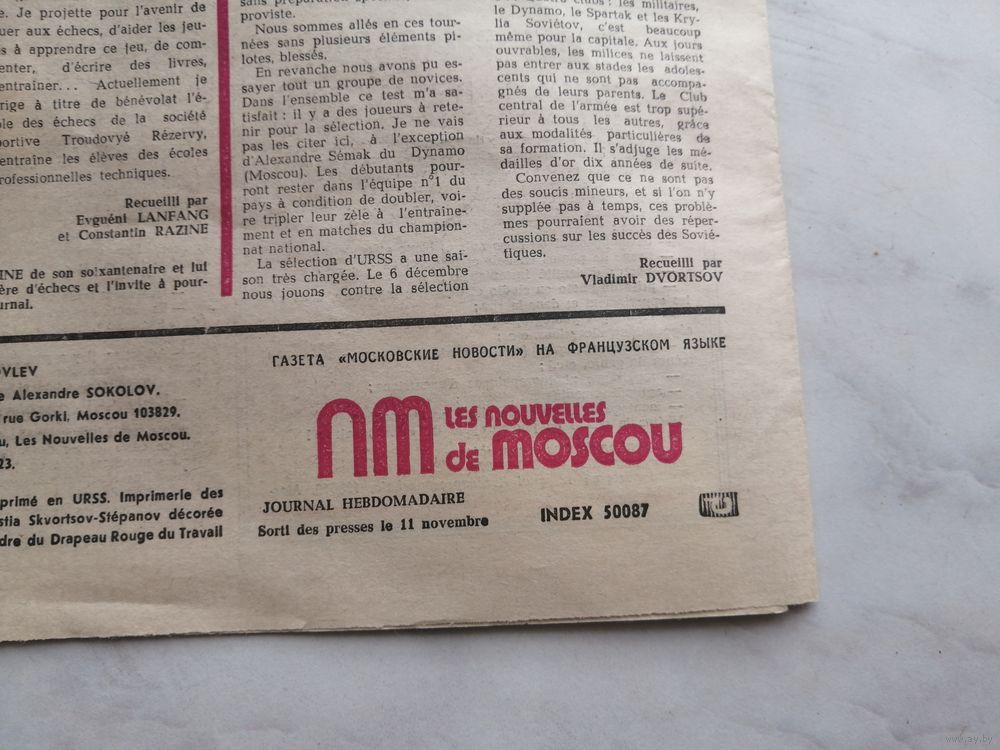 . Je projette pour l'avenir de
uer aux échecs, d'aider les jeu-
s à apprendre ce jeu, de com-
enter, d'écrire des livres,
entraîner... Actuellement je
rige à titre de bénévolat l'é-
le des échecs de la société
portive Troudovyé Rézervy,
entraîne les élèves des écoles
rofessionnelles techniques.
Recueilli par
Evguéni LANFANG
et Constantin RAZINE
INE de son soixantenaire et lui
ère d'échecs et l'invite à pour-
urnal.
proviste.
Nous sommes allés en ces tour-
nées sans plusieurs éléments pi-
lotes, blessés.
En revanche nous avons pu es-
sayer tout un groupe de novices.
Dans l'ensemble ce test m'a sa-
tisfait : il y a des joueurs à rete-
nir pour la sélection. Je ne vais
pas les citer ici, à l'exception
d'Alexandre Sémak du Dynamo
(Moscou). Les débutants pour-
ront rester dans l'équipe n°1 du
pays à condition de doubler, voi-
re tripler leur zèle à l'entraîne-
ment et en matches du champion-
nat national.
La sélection d'URSS a une sai-
son très chargée. Le 6 décembre
nous jouons contre la sélection
clubs : les militaires,
le Dynamo, le Spartak et les Kry-
lia Soviétov, c'est beaucoup
même pour la capitale. Aux jours
ouvrables, les milices ne laissent
pas entrer aux stades les adoles-
cents qui ne sont pas accompa-
gnés de leurs parents. Le Club
central de l'armée est trop supé-
rieur à tous les autres, grâce
aux modalités particulières de
sa formation. Il s'adjuge les mé-
dailles d'or dix années de suite.
Convenez que ce ne sont pas
des soucis mineurs, et si l'on n'y
supplée pas à temps, ces problè-
mes pourraient avoir des réper-
cussions sur les succès des Sovié-
tiques.
Recueilli par
Vladimir DVORTSOV
OVLEV
e Alexandre SOKOLOV.
rue Gorki, Moscou 103829.
u, Les Nouvelles de Moscou.
23.
primé en URSS. Imprimerie des
stia Skvortsov-Stépanov décorée
dre du Drapeau Rouge du Travail
ГАЗЕТА «МОСКОВСКИЕ НОВОСТИ» НА ФРАНЦУЗСКОМ ЯЗЫКЕ
NM LES NOUVELLES
de MOSCOU
JOURNAL HEBDOMADAIRE
Sorti des presses le 11 novembre
INDEX 50087
www.ay.by